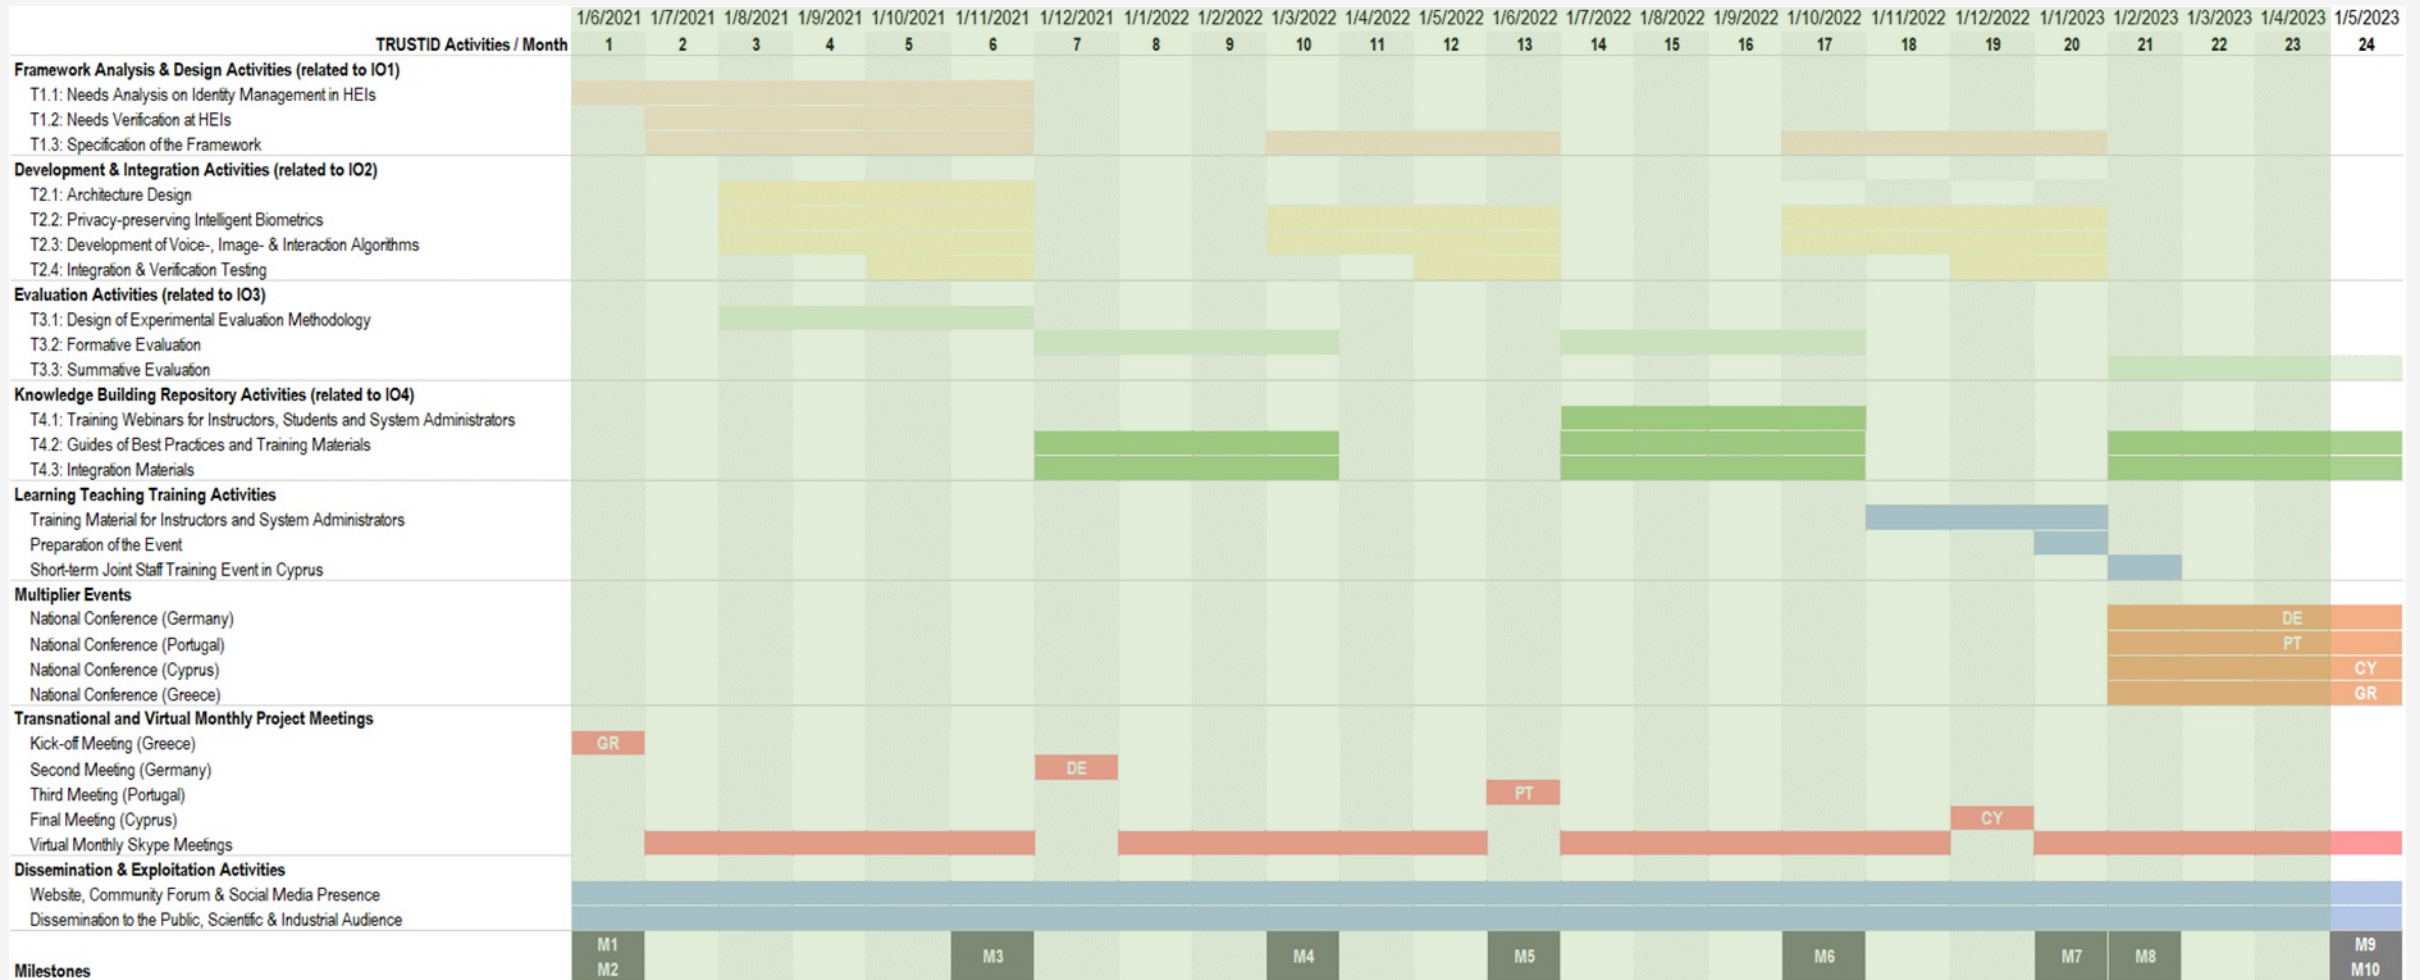 1/6/2021 1/7/2021 1/8/2021 1/9/2021 1/10/2021 1/11/2021 1/12/2021 1/1/2022 1/2/2022 1/3/2022 1/4/2022 1/5/2022 1/6/2022 1/7/2022 1/8/2022 1/9/2022 1/10/2022 1/11/2022 1/12/2022 1/1/2023 1/2/2023 1/3/2023 1/4/2023 1/5/2023
TRUSTID Activities / Month 1 2 3 4 5 6 7 8 9 10 11 12 13 14 15 16 17 18 19 20 21 22 23 24
Framework Analysis & Design Activities (related to IO1)
T1.1: Needs Analysis on Identity Management in HEIs
T1.2: Needs Verification at HEIs
T1.3: Specification of the Framework
Development & Integration Activities (related to IO2)
T2.1: Architecture Design
T2.2: Privacy-preserving Intelligent Biometrics
T2.3: Development of Voice-, Image- & Interaction Algorithms
T2.4: Integration & Verification Testing
Evaluation Activities (related to IO3)
T3.1: Design of Experimental Evaluation Methodology
T3.2: Formative Evaluation
T3.3: Summative Evaluation
Knowledge Building Repository Activities (related to IO4)
T4.1: Training Webinars for Instructors, Students and System Administrators
T4.2: Guides of Best Practices and Training Materials
T4.3: Integration Materials
Learning Teaching Training Activities
Training Material for Instructors and System Administrators
Preparation of the Event
Short-term Joint Staff Training Event in Cyprus
Multiplier Events
National Conference (Germany) DE
National Conference (Portugal) PT
National Conference (Cyprus) CY
National Conference (Greece) GR
Transnational and Virtual Monthly Project Meetings
Kick-off Meeting (Greece) GR
Second Meeting (Germany) DE
Third Meeting (Portugal) PT
Final Meeting (Cyprus) CY
Virtual Monthly Skype Meetings
Dissemination & Exploitation Activities
Website, Community Forum & Social Media Presence
Dissemination to the Public, Scientific & Industrial Audience
M1 M9
M3 M4 M5 M6 M7 M8
Milestones M2 M10